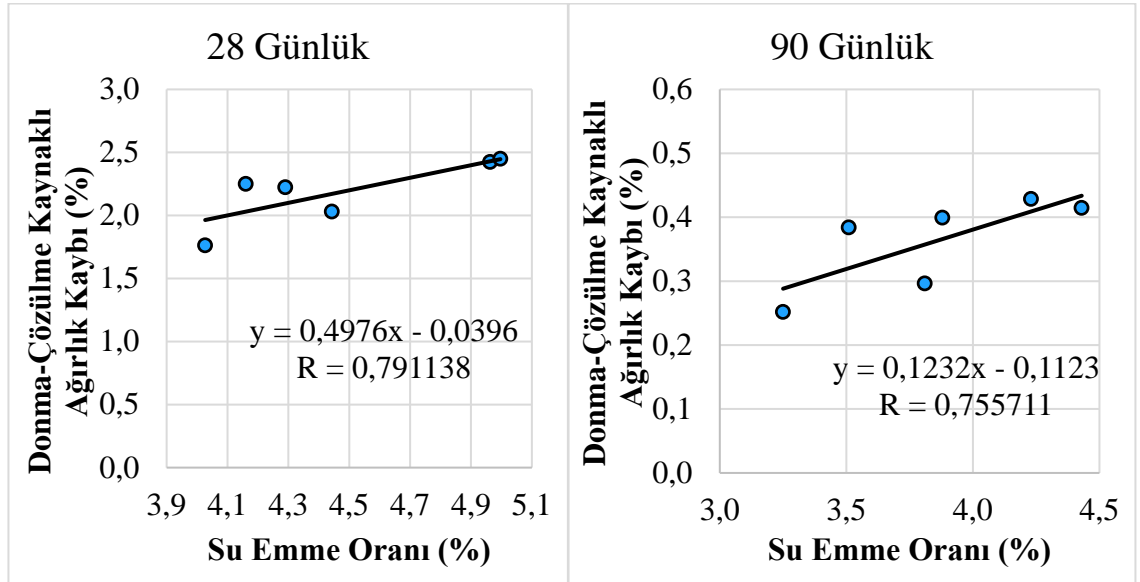 28 Günlük
Donma-Çözülme Kaynaklı
Ağırlık Kaybı (%)
3,0
2,5
2,0
1,5
1,0
0,5
0,0
y = 0,4976x - 0,0396
R = 0,791138
3,9 4,1 4,3 4,5 4,7 4,9 5,1
Su Emme Oranı (%)
90 Günlük
Donma-Çözülme Kaynaklı
Ağırlık Kaybı (%)
0,6
0,5
0,4
0,3
0,2
0,1
0,0
y = 0,1232x - 0,1123
R = 0,755711
3,0 3,5 4,0 4,5
Su Emme Oranı (%)